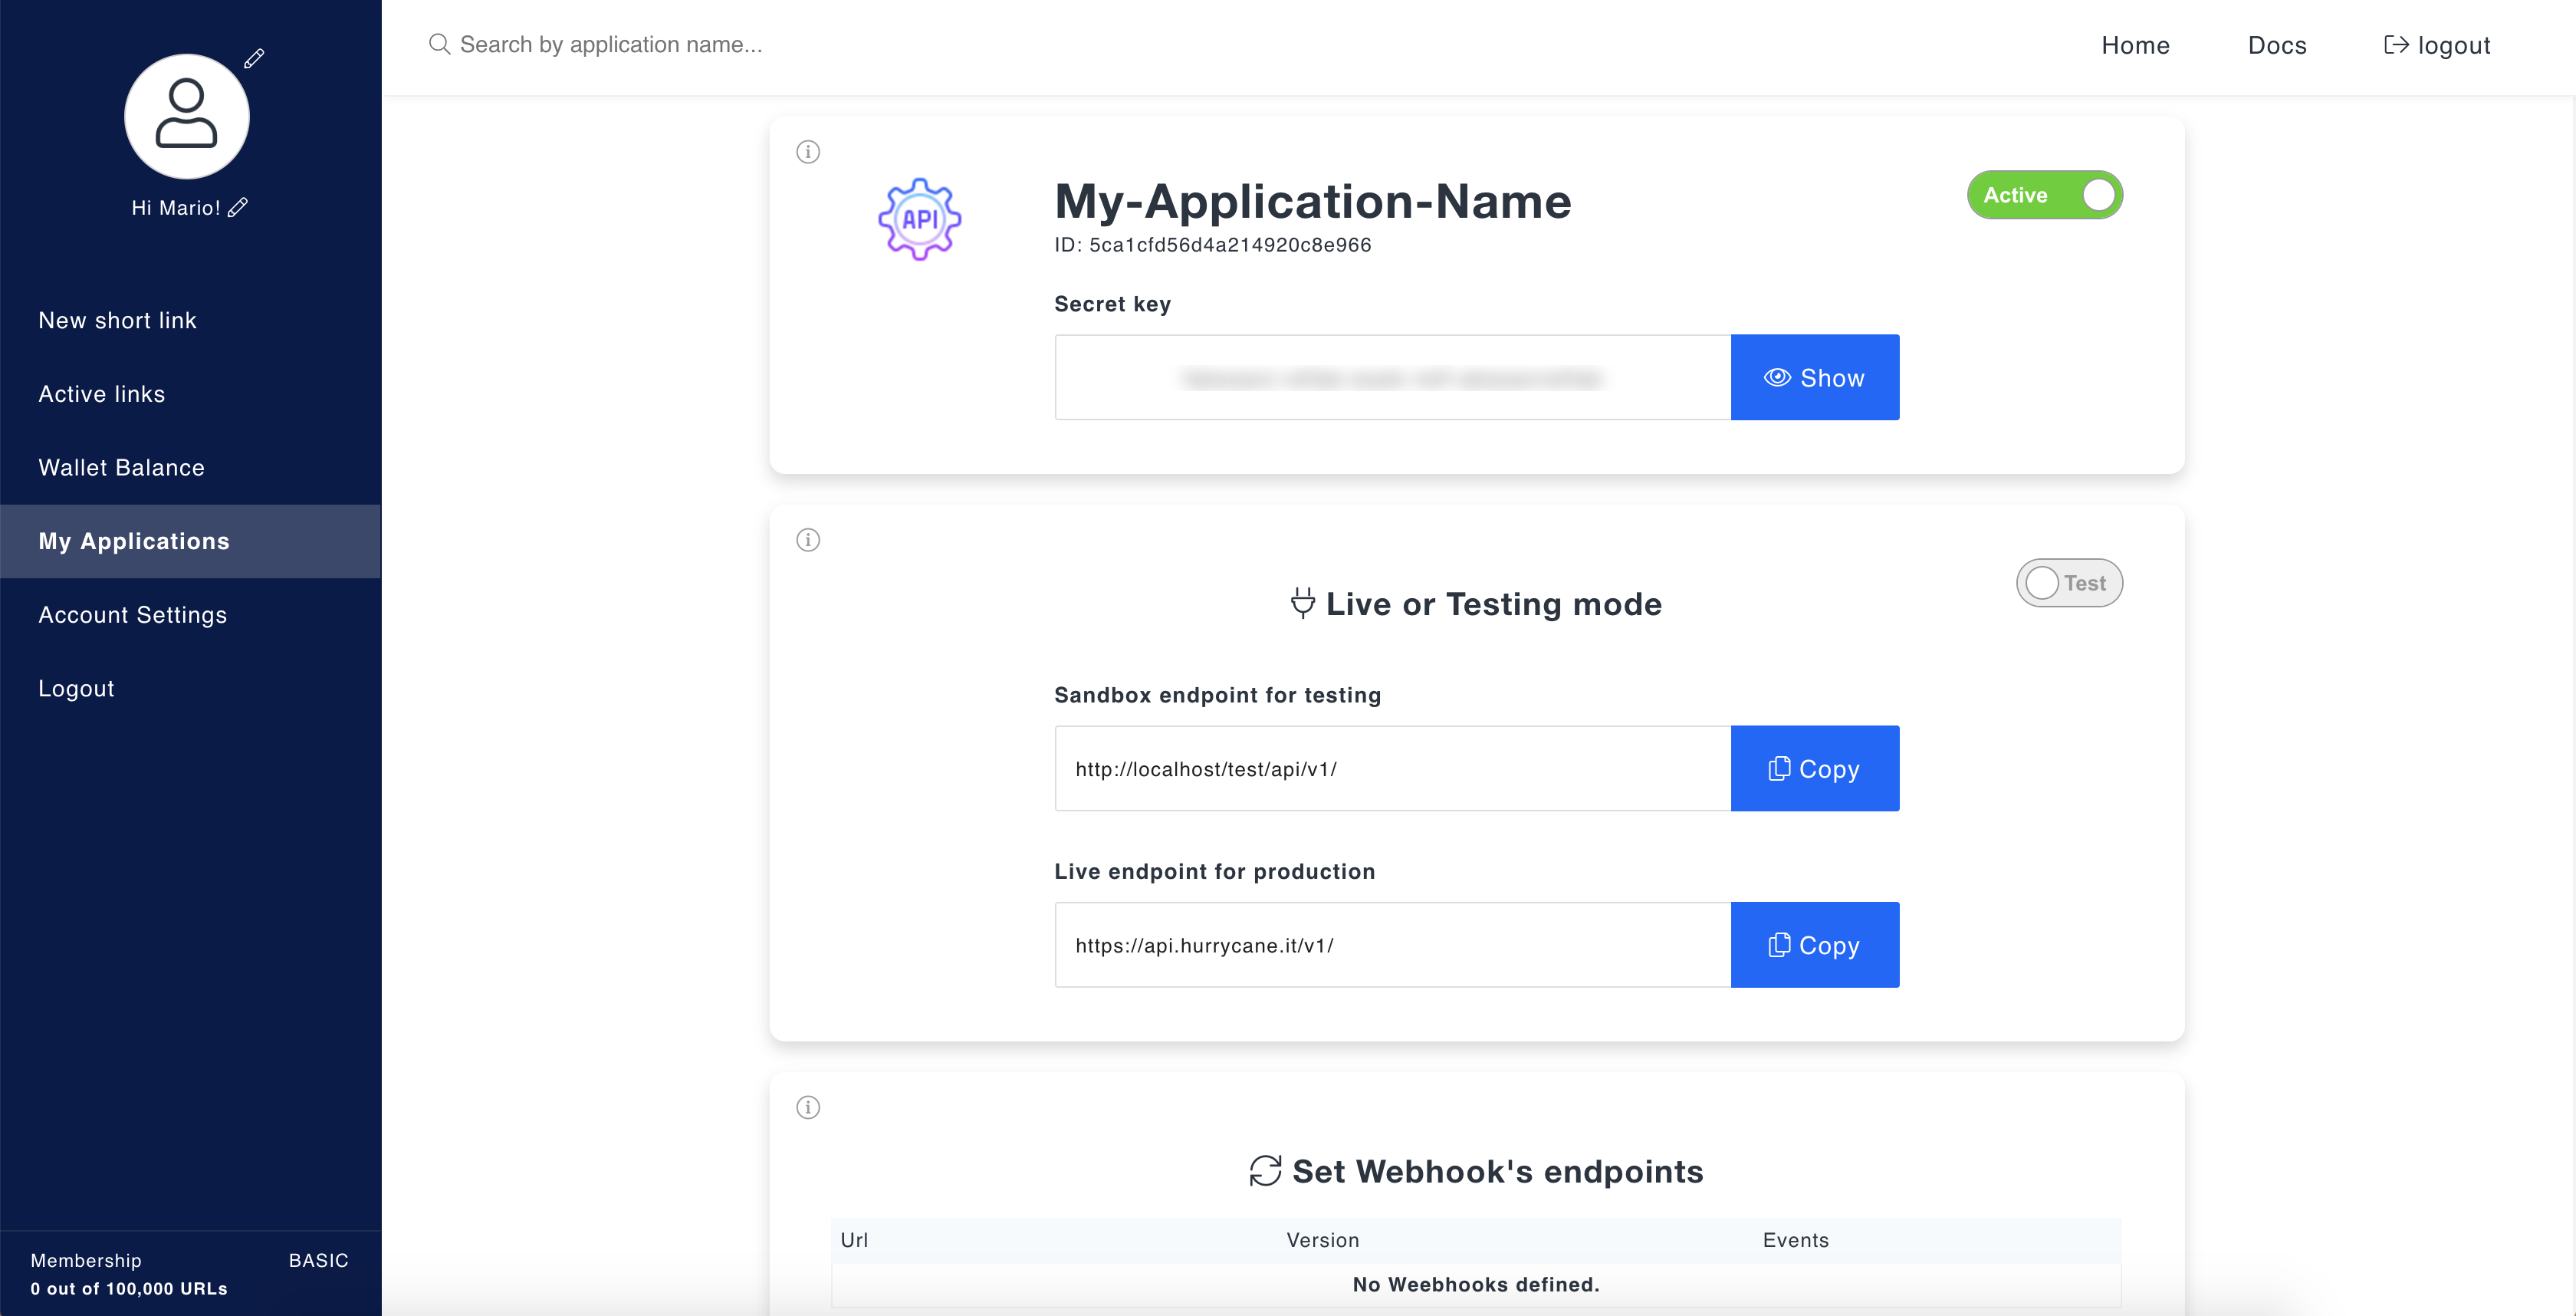 Search by application name...
Home
Docs
logout
Hi Mario!
New short link
Active links
Wallet Balance
My Applications
Account Settings
Logout
Membership BASIC
0 out of 100,000 URLs
API
My-Application-Name
Active
ID: 5ca1cfd56d4a214920c8e966
Secret key
Show
Live or Testing mode
Test
Sandbox endpoint for testing
http://localhost/test/api/v1/
Copy
Live endpoint for production
https://api.hurrycane.it/v1/
Copy
Set Webhook's endpoints
Url Version Events
No Weebhooks defined.